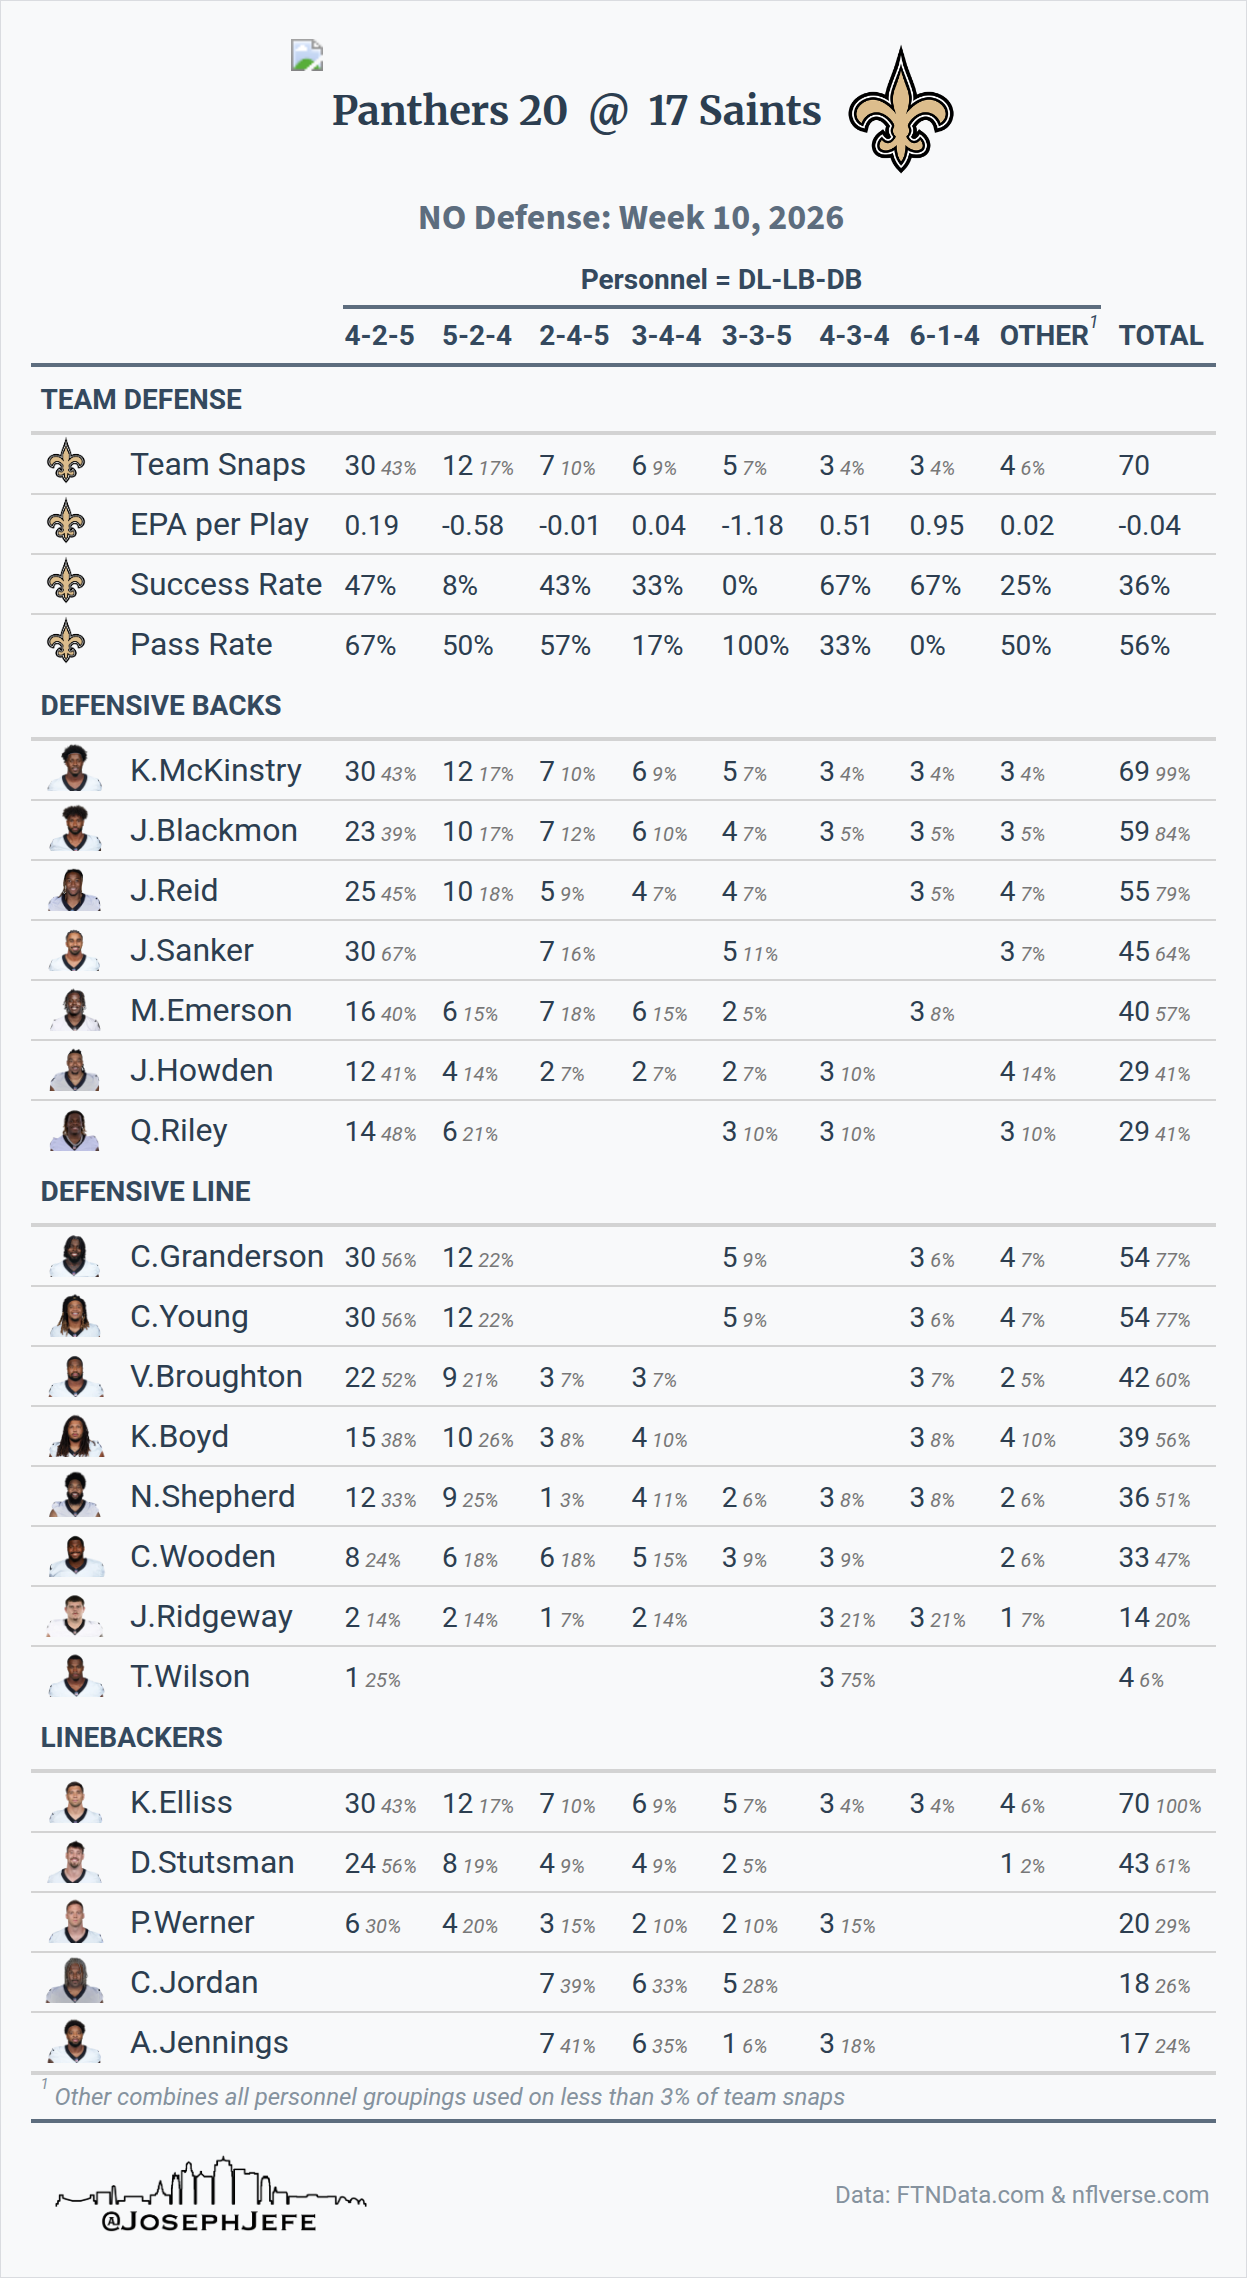 Panthers 20 @ 17 Saints
NO Defense: Week 10, 2026
Personnel = DL-LB-DB
4-2-5 5-2-4 2-4-5 3-4-4 3-3-5 4-3-4 6-1-4 OTHER¹ TOTAL
TEAM DEFENSE
Team Snaps 30 43% 12 17% 7 10% 6 9% 5 7% 3 4% 3 4% 4 6% 70
EPA per Play 0.19 -0.58 -0.01 0.04 -1.18 0.51 0.95 0.02 -0.04
Success Rate 47% 8% 43% 33% 0% 67% 67% 25% 36%
Pass Rate 67% 50% 57% 17% 100% 33% 0% 50% 56%
DEFENSIVE BACKS
K.McKinstry 30 43% 12 17% 7 10% 6 9% 5 7% 3 4% 3 4% 3 4% 69 99%
J.Blackmon 23 39% 10 17% 7 12% 6 10% 4 7% 3 5% 3 5% 3 5% 59 84%
J.Reid 25 45% 10 18% 5 9% 4 7% 4 7% 3 5% 4 7% 55 79%
J.Sanker 30 67% 7 16% 5 11% 3 7% 45 64%
M.Emerson 16 40% 6 15% 7 18% 6 15% 2 5% 3 8% 40 57%
J.Howden 12 41% 4 14% 2 7% 2 7% 2 7% 3 10% 4 14% 29 41%
Q.Riley 14 48% 6 21% 3 10% 3 10% 3 10% 29 41%
DEFENSIVE LINE
C.Granderson 30 56% 12 22% 5 9% 3 6% 4 7% 54 77%
C.Young 30 56% 12 22% 5 9% 3 6% 4 7% 54 77%
V.Broughton 22 52% 9 21% 3 7% 3 7% 3 7% 2 5% 42 60%
K.Boyd 15 38% 10 26% 3 8% 4 10% 3 8% 4 10% 39 56%
N.Shepherd 12 33% 9 25% 1 3% 4 11% 2 6% 3 8% 3 8% 2 6% 36 51%
C.Wooden 8 24% 6 18% 6 18% 5 15% 3 9% 3 9% 2 6% 33 47%
J.Ridgeway 2 14% 2 14% 1 7% 2 14% 3 21% 3 21% 1 7% 14 20%
T.Wilson 1 25% 3 75% 4 6%
LINEBACKERS
K.Elliss 30 43% 12 17% 7 10% 6 9% 5 7% 3 4% 3 4% 4 6% 70 100%
D.Stutsman 24 56% 8 19% 4 9% 4 9% 2 5% 1 2% 43 61%
P.Werner 6 30% 4 20% 3 15% 2 10% 2 10% 3 15% 20 29%
C.Jordan 7 39% 6 33% 5 28% 18 26%
A.Jennings 7 41% 6 35% 1 6% 3 18% 17 24%
¹ Other combines all personnel groupings used on less than 3% of team snaps
@JOSEPHJEFE
Data: FTNData.com & nflverse.com